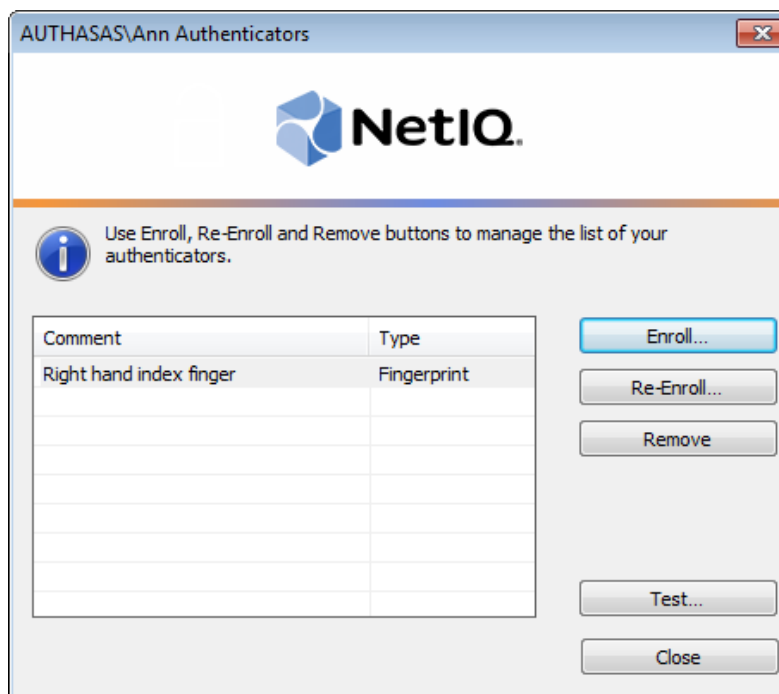 AUTHASAS\Ann Authenticators
NetIQ.
Use Enroll, Re-Enroll and Remove buttons to manage the list of your
authenticators.
Comment Type
Right hand index finger Fingerprint
Enroll...
Re-Enroll...
Remove
Test...
Close